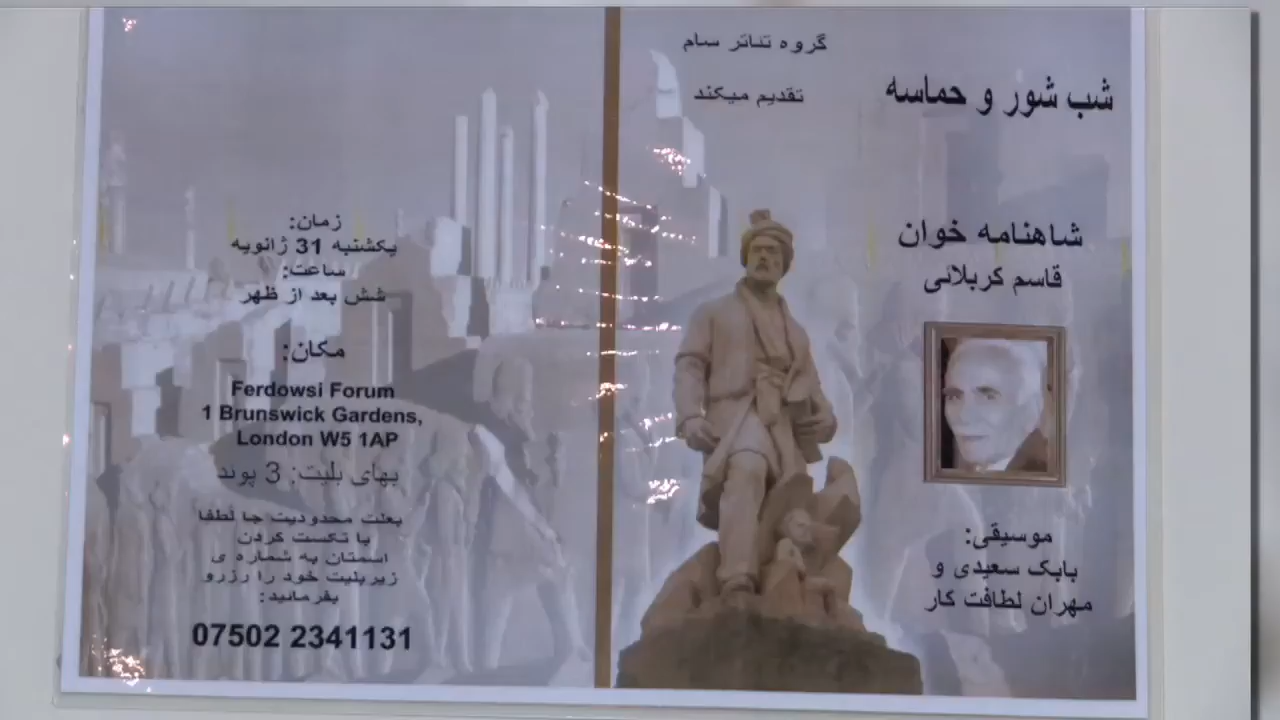 گروه تئاتر سام
تقدیم میکند
شب شور و حماسه
شاهنامه خوان
قاسم کربلائی
موسیقی:
بابک سعیدی و
مهران لطافت کار
زمان:
یکشنبه 31 ژانویه
ساعت:
شش بعد از ظهر
مکان:
Ferdowsi Forum
1 Brunswick Gardens,
London W5 1AP
بهای بلیت: 3 پوند
بعلت محدودیت جا لطفا
با تکست کردن
اسمتان به شماره ی
زیر بلیت خود را رزرو
بفرمائید:
07502 2341131